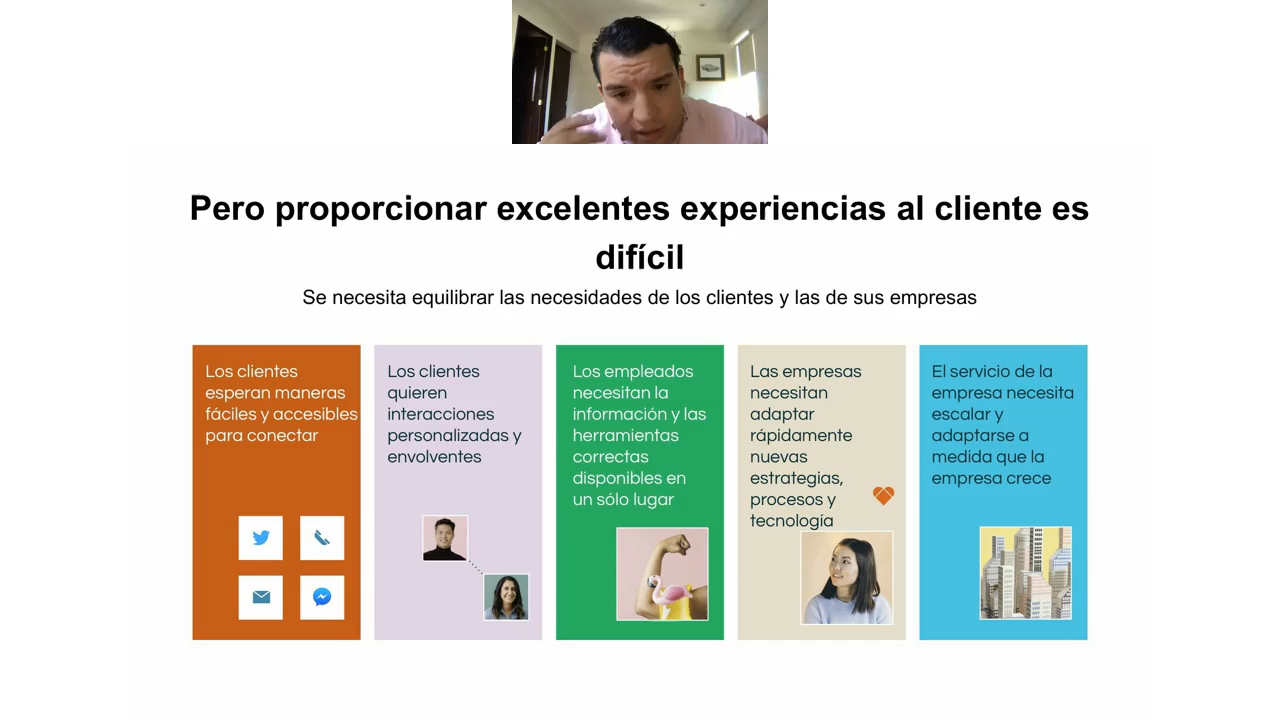 Pero proporcionar excelentes experiencias al cliente es
difícil
Se necesita equilibrar las necesidades de los clientes y las de sus empresas
Los clientes
esperan maneras
fáciles y accesibles
para conectar
Los clientes
quieren
interacciones
personalizadas y
envolventes
Los empleados
necesitan la
información y las
herramientas
correctas
disponibles en
un sólo lugar
Las empresas
necesitan
adaptar
rápidamente
nuevas
estrategias,
procesos y
tecnología
El servicio de la
empresa necesita
escalar y
adaptarse a
medida que la
empresa crece